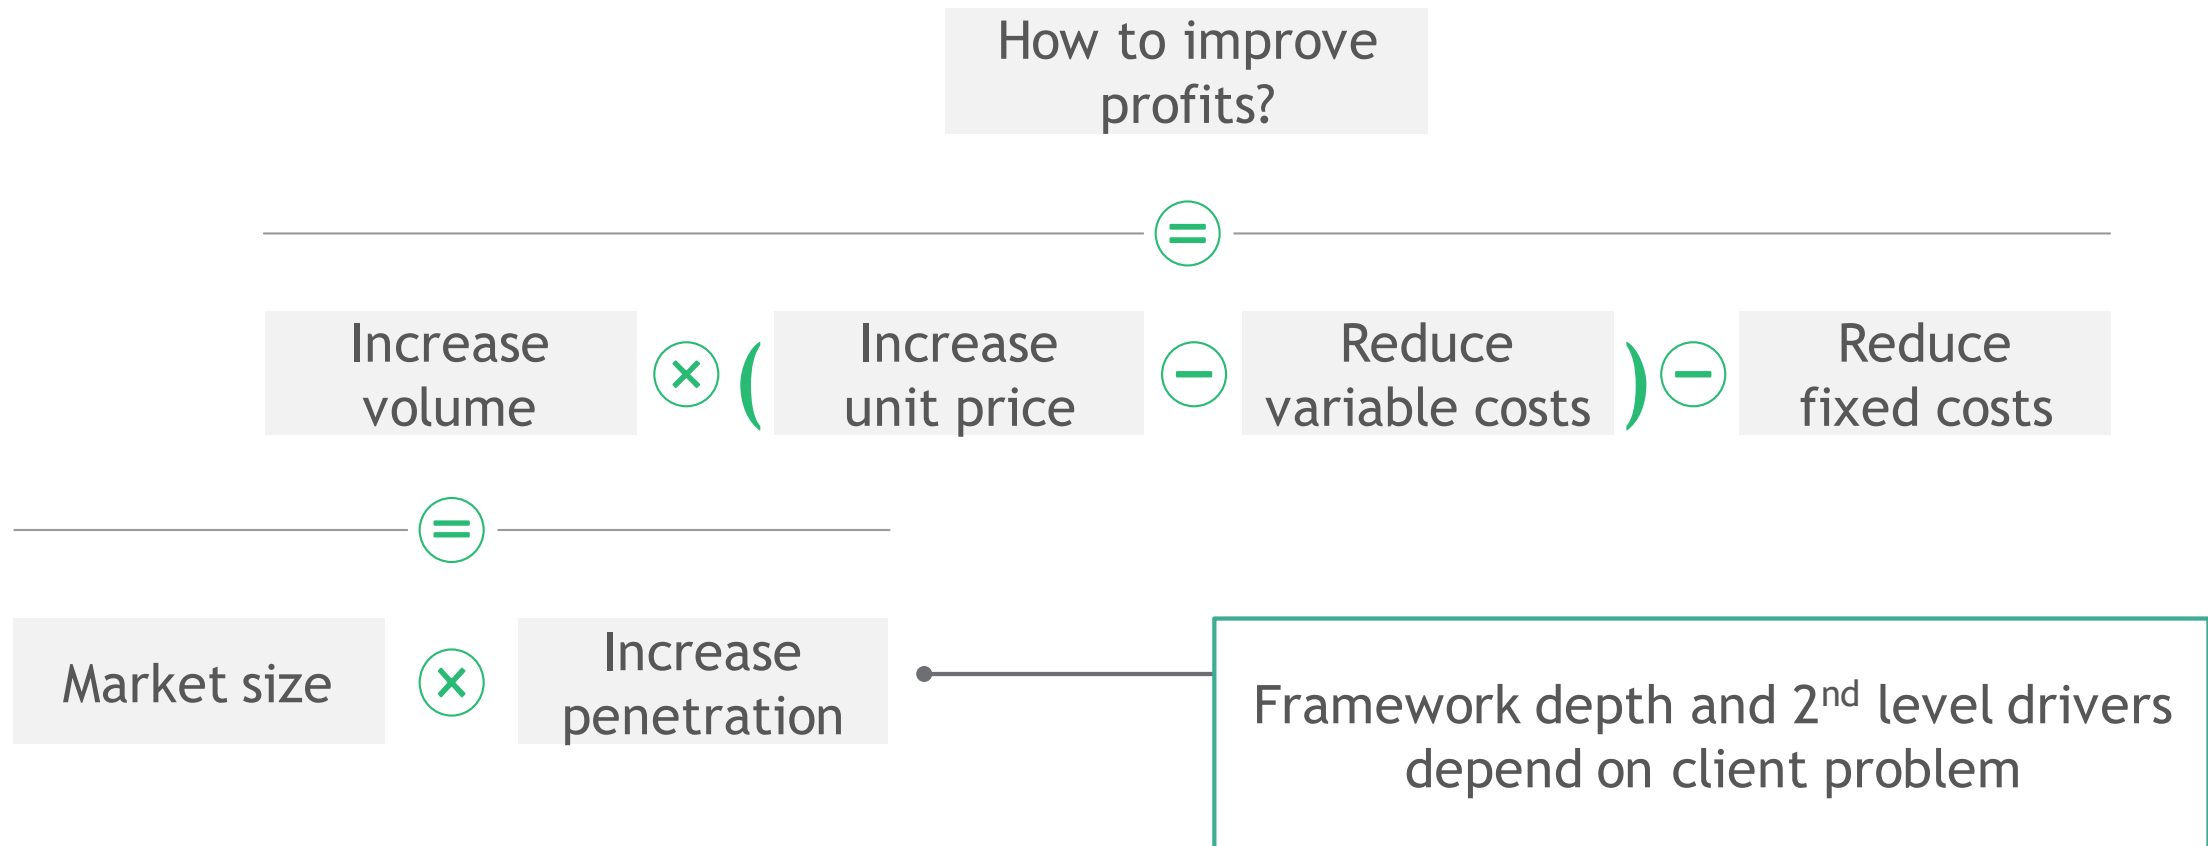 How to improve
profits?
=
Increase
volume
×
(
Increase
unit price
−
Reduce
variable costs
)
−
Reduce
fixed costs
=
Market size
×
Increase
penetration
Framework depth and 2nd level drivers
depend on client problem